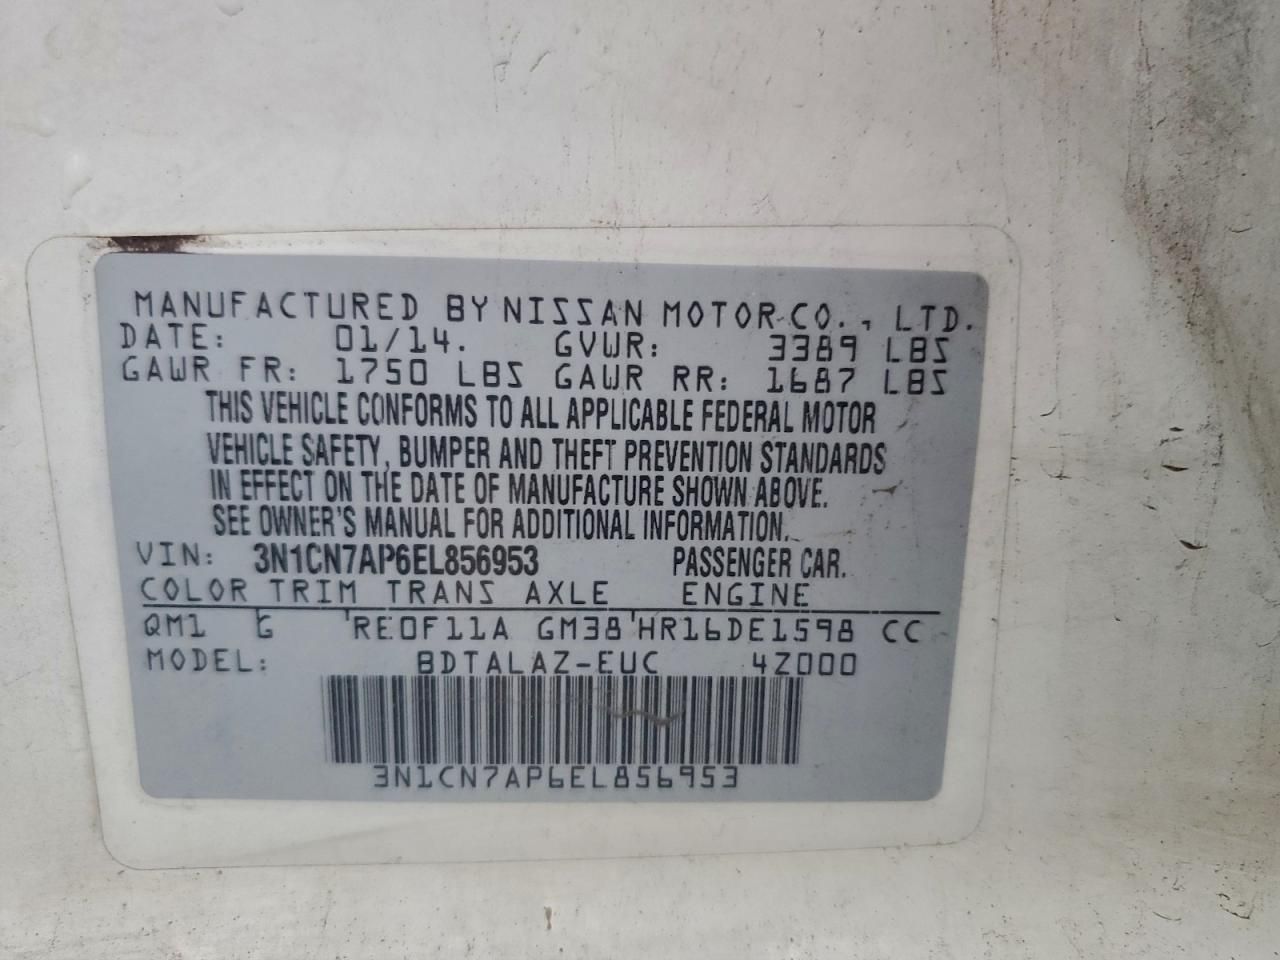 MANUFACTURED BY NISSAN MOTOR CO., LTD.
DATE: 01/14. GVWR: 3389 LBS
GAWR FR: 1750 LBS GAWR RR: 1687 LBS
THIS VEHICLE CONFORMS TO ALL APPLICABLE FEDERAL MOTOR
VEHICLE SAFETY, BUMPER AND THEFT PREVENTION STANDARDS
IN EFFECT ON THE DATE OF MANUFACTURE SHOWN ABOVE.
SEE OWNER'S MANUAL FOR ADDITIONAL INFORMATION.
VIN: 3N1CN7AP6EL856953 PASSENGER CAR.
COLOR TRIM TRANS AXLE ENGINE
QM1 G RE0F11A GM38 HR16DE1598 CC
MODEL: BDTALAZ-EUC 4Z000
3N1CN7AP6EL856953